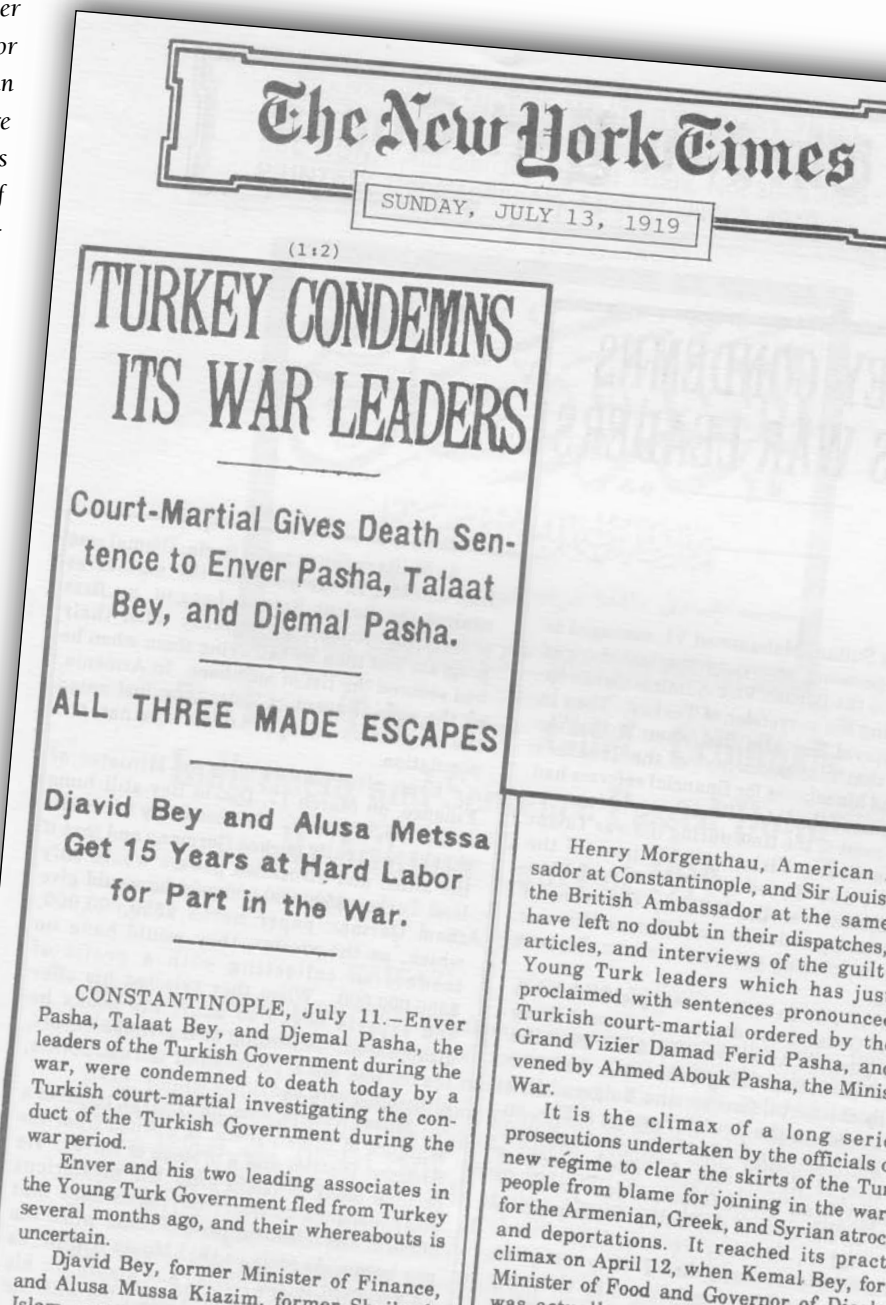 er
or
n
e
s
f
The New York Times
SUNDAY, JULY 13, 1919
(1:2)
TURKEY CONDEMNS
ITS WAR LEADERS
Court-Martial Gives Death Sen-
tence to Enver Pasha, Talaat
Bey, and Djemal Pasha.
ALL THREE MADE ESCAPES
Djavid Bey and Alusa Metssa
Get 15 Years at Hard Labor
for Part in the War.
CONSTANTINOPLE, July 11.—Enver
Pasha, Talaat Bey, and Djemal Pasha, the
leaders of the Turkish Government during the
war, were condemned to death today by a
Turkish court-martial investigating the con-
duct of the Turkish Government during the
war period.
Enver and his two leading associates in
the Young Turk Government fled from Turkey
several months ago, and their whereabouts is
uncertain.
Djavid Bey, former Minister of Finance,
and Alusa Mussa Kiazim, former
Henry Morgenthau, American
sador at Constantinople, and Sir Louis
the British Ambassador at the same
have left no doubt in their dispatches,
articles, and interviews of the guilt
Young Turk leaders which has jus
proclaimed with sentences pronounced
Turkish court-martial ordered by the
Grand Vizier Damad Ferid Pasha, and
vened by Ahmed Abouk Pasha, the Minis
War.
It is the climax of a long serie
prosecutions undertaken by the officials o
new régime to clear the skirts of the Tur
people from blame for joining in the war
for the Armenian, Greek, and Syrian atroc
and deportations. It reached its pract
climax on April 12, when Kemal Bey, for
Minister of Food and Governor of